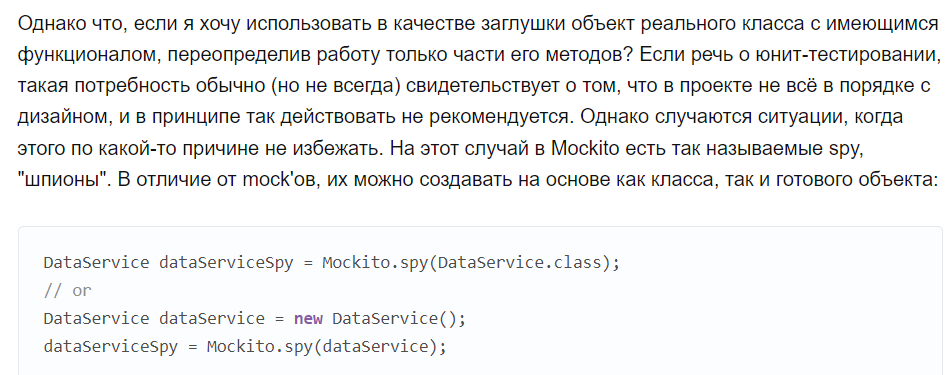 Однако что, если я хочу использовать в качестве заглушки объект реального класса с имеющимся
функционалом, переопределив работу только части его методов? Если речь о юнит-тестировании,
такая потребность обычно (но не всегда) свидетельствует о том, что в проекте не всё в порядке с
дизайном, и в принципе так действовать не рекомендуется. Однако случаются ситуации, когда
этого по какой-то причине не избежать. На этот случай в Mockito есть так называемые spy,
"шпионы". В отличие от mock'ов, их можно создавать на основе как класса, так и готового объекта:
DataService dataServiceSpy = Mockito.spy(DataService.class);
// or
DataService dataService = new DataService();
dataServiceSpy = Mockito.spy(dataService);